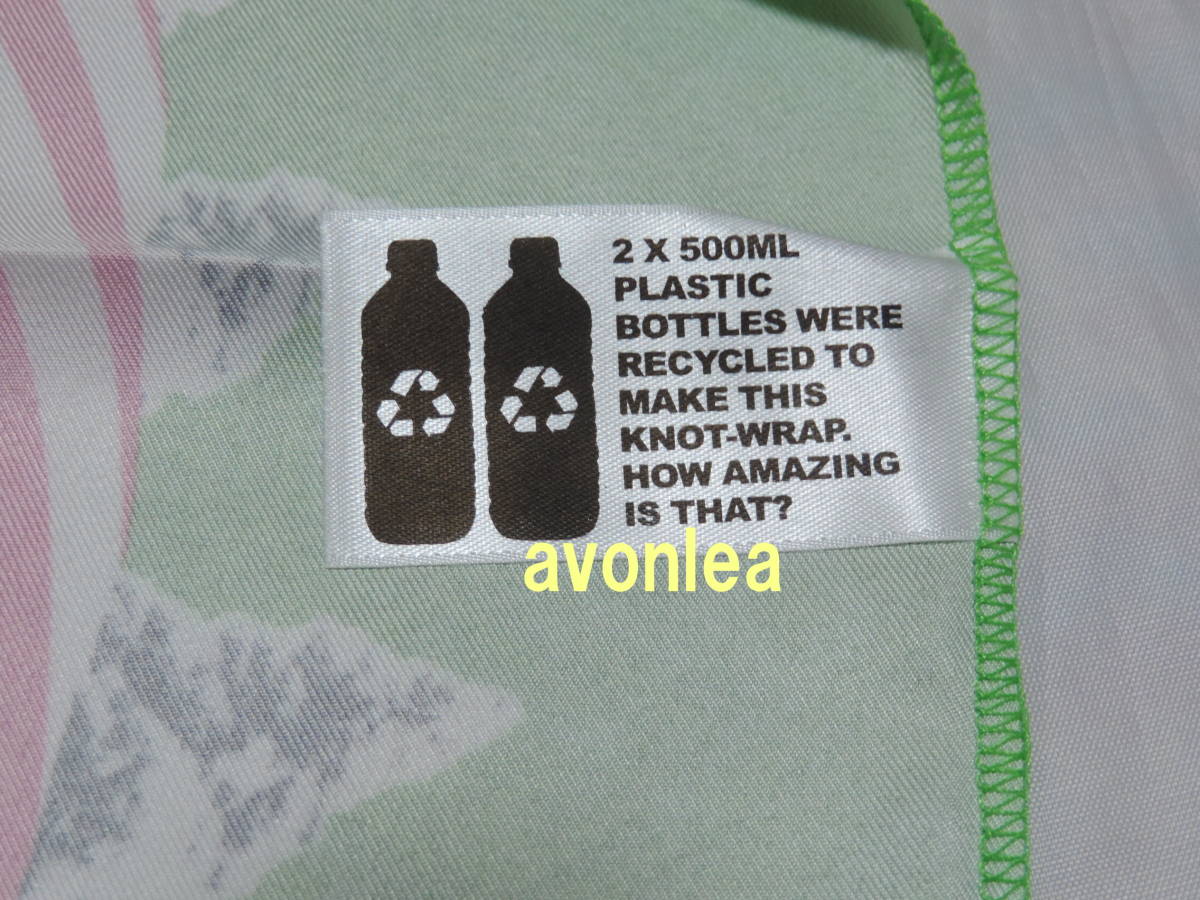 2 X 500ML
PLASTIC
BOTTLES WERE
RECYCLED TO
MAKE THIS
KNOT-WRAP.
HOW AMAZING
IS THAT?
avonlea